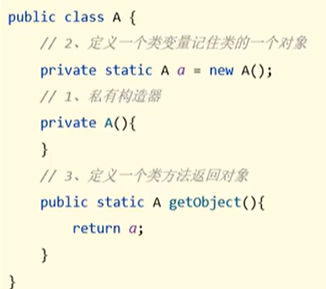 public class A {
// 2、定义一个类变量记住类的一个对象
private static A a = new A();
// 1、私有构造器
private A(){
}
// 3、定义一个类方法返回对象
public static A getObject(){
return a;
}
}